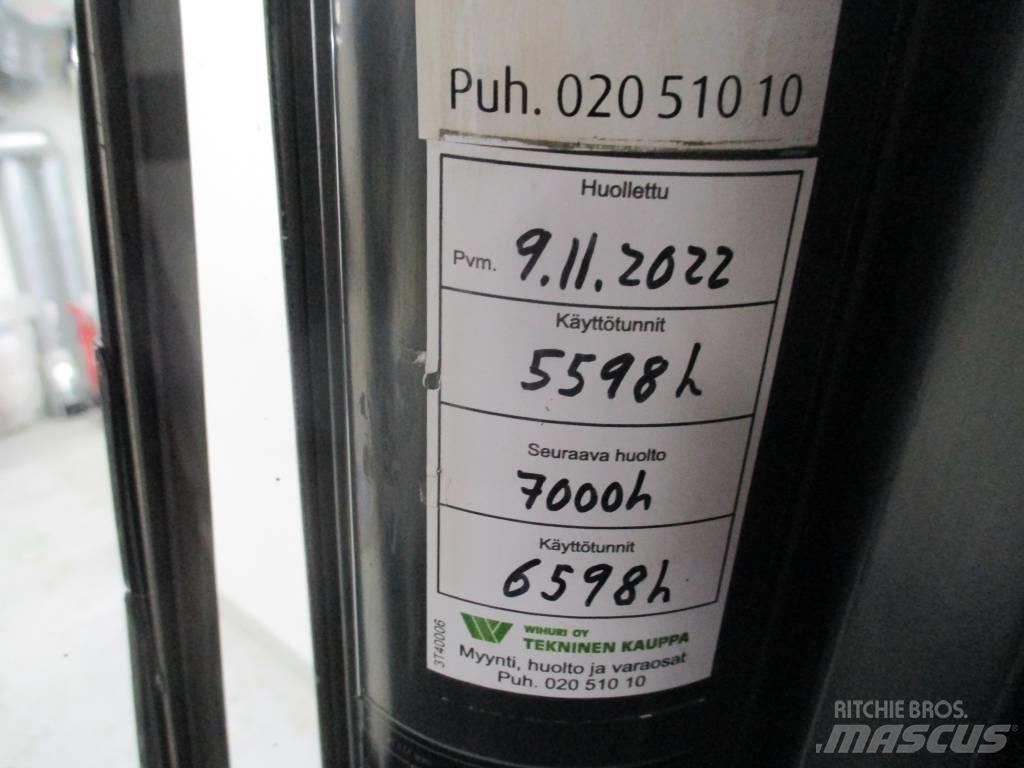 Puh. 020 510 10
Huollettu
Pvm. 9.11.2022
Käyttötunnit
5598h
Seuraava huolto
7000h
Käyttötunnit
6598h
WIHURI OY
TEKNINEN KAUPPA
Myynti, huolto ja varaosat
Puh. 020 510 10
3T40006
RITCHIE BROS.
MASCUS